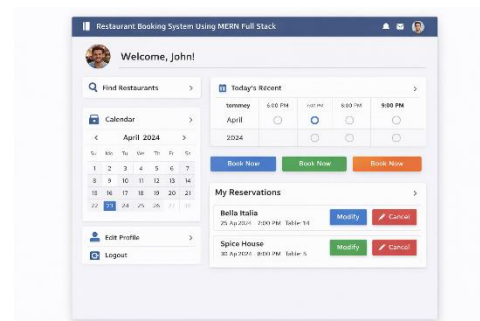 Restaurant Booking System Using MERN Full Stack
Welcome, John!
Find Restaurants
Calendar
April 2024
Su Mo Tu We Th Fr Sr
1 2 3 4 5 6 7
8 9 10 11 12 13 14
15 16 17 18 19 20 21
22 23 24 25 26
Edit Profile
Logout
Today's Recent
tommey 6:00 PM 8:00 PM 9:00 PM
April
2024
Book Now Book Now Book Now
My Reservations
Bella Italia
25 Ap 2024 7:00 PM Table 14
Modify Cancel
Spice House
30 Ap 2024 8:00 PM Table 5
Modify Cancel